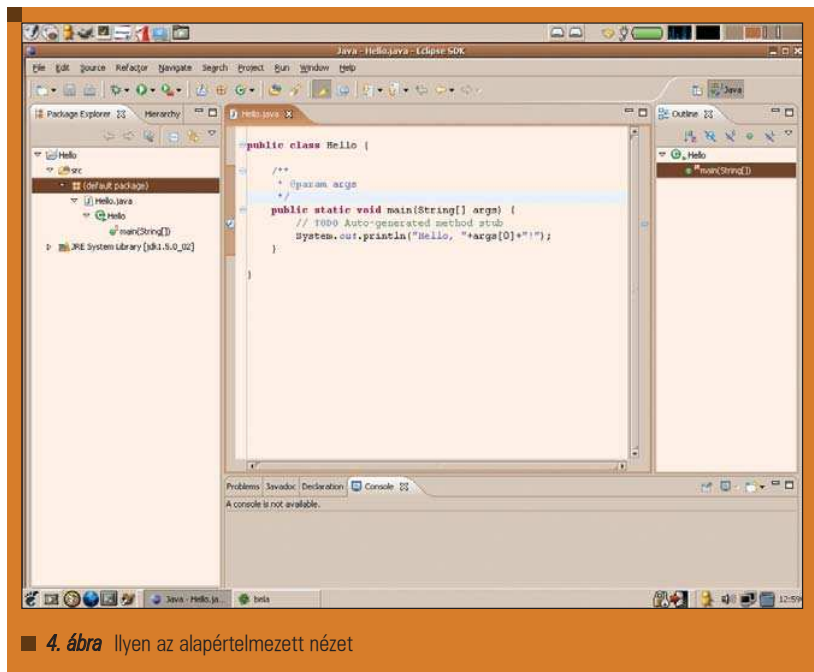 Java - Hello.java - Eclipse SDK
File Edit Source Refactor Navigate Search Project Run Window Help
Java
Package Explorer Hierarchy
Hello.java
Outline
Hello
src
(default package)
Hello.java
Hello
main(String[])
JRE System Library [jdk1.5.0_02]
public class Hello {
/**
* @param args
*/
public static void main(String[] args) {
// TODO Auto-generated method stub
System.out.println("Hello, "+args[0]+"!");
}
}
Hello
main(String[])
Problems Javadoc Declaration Console
A console is not available.
Java - Hello.ja...
bela
12:59
4. ábra Ilyen az alapértelmezett nézet